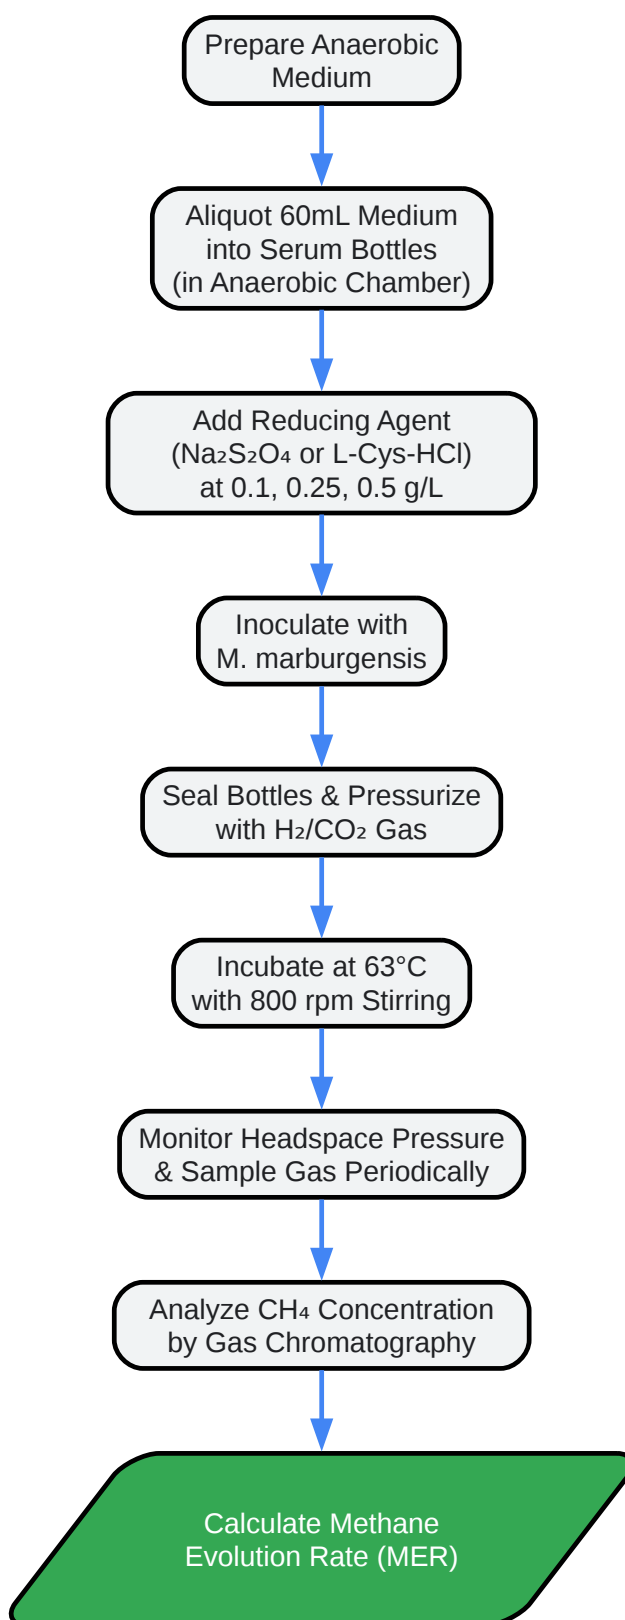 Prepare Anaerobic
Medium
Aliquot 60mL Medium
into Serum Bottles
(in Anaerobic Chamber)
Add Reducing Agent
(Na₂S₂O₄ or L-Cys-HCl)
at 0.1, 0.25, 0.5 g/L
Inoculate with
M. marburgensis
Seal Bottles & Pressurize
with H₂/CO₂ Gas
Incubate at 63°C
with 800 rpm Stirring
Monitor Headspace Pressure
& Sample Gas Periodically
Analyze CH₄ Concentration
by Gas Chromatography
Calculate Methane
Evolution Rate (MER)